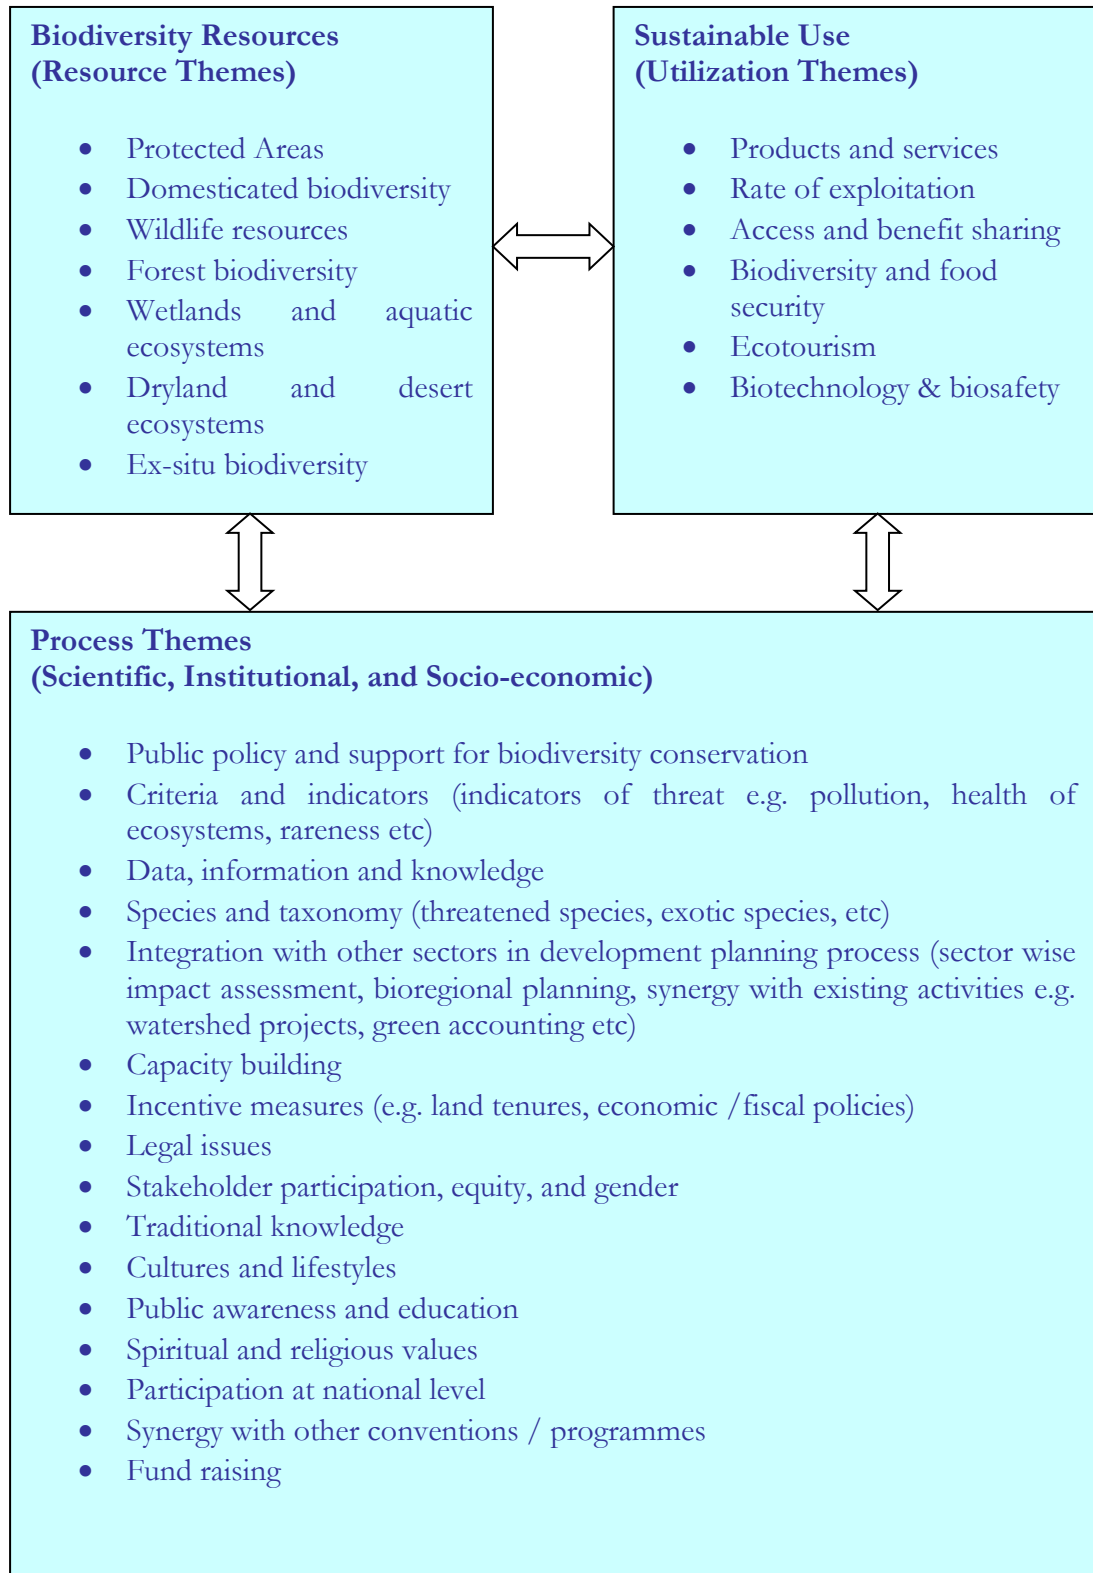 Biodiversity Resources
(Resource Themes)
• Protected Areas
• Domesticated biodiversity
• Wildlife resources
• Forest biodiversity
• Wetlands and aquatic
ecosystems
• Dryland and desert
ecosystems
• Ex-situ biodiversity
Sustainable Use
(Utilization Themes)
• Products and services
• Rate of exploitation
• Access and benefit sharing
• Biodiversity and food
security
• Ecotourism
• Biotechnology & biosafety
Process Themes
(Scientific, Institutional, and Socio-economic)
• Public policy and support for biodiversity conservation
• Criteria and indicators (indicators of threat e.g. pollution, health of
ecosystems, rareness etc)
• Data, information and knowledge
• Species and taxonomy (threatened species, exotic species, etc)
• Integration with other sectors in development planning process (sector wise
impact assessment, bioregional planning, synergy with existing activities e.g.
watershed projects, green accounting etc)
• Capacity building
• Incentive measures (e.g. land tenures, economic /fiscal policies)
• Legal issues
• Stakeholder participation, equity, and gender
• Traditional knowledge
• Cultures and lifestyles
• Public awareness and education
• Spiritual and religious values
• Participation at national level
• Synergy with other conventions / programmes
• Fund raising